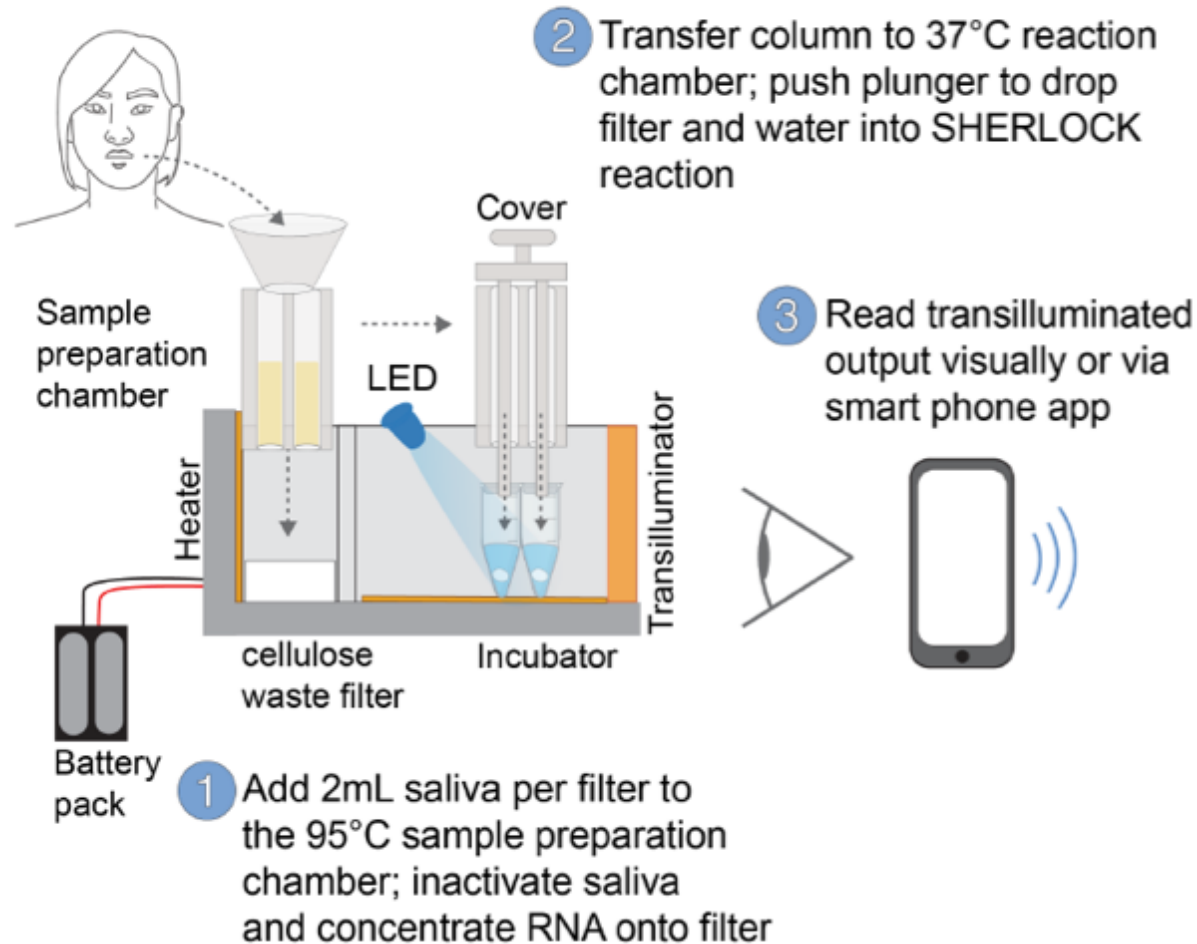 2 Transfer column to 37°C reaction
chamber; push plunger to drop
filter and water into SHERLOCK
reaction
Cover
Sample
preparation
chamber
LED
3 Read transilluminated
output visually or via
smart phone app
Heater
Transilluminator
cellulose
waste filter
Incubator
Battery
pack
1 Add 2mL saliva per filter to
the 95°C sample preparation
chamber; inactivate saliva
and concentrate RNA onto filter